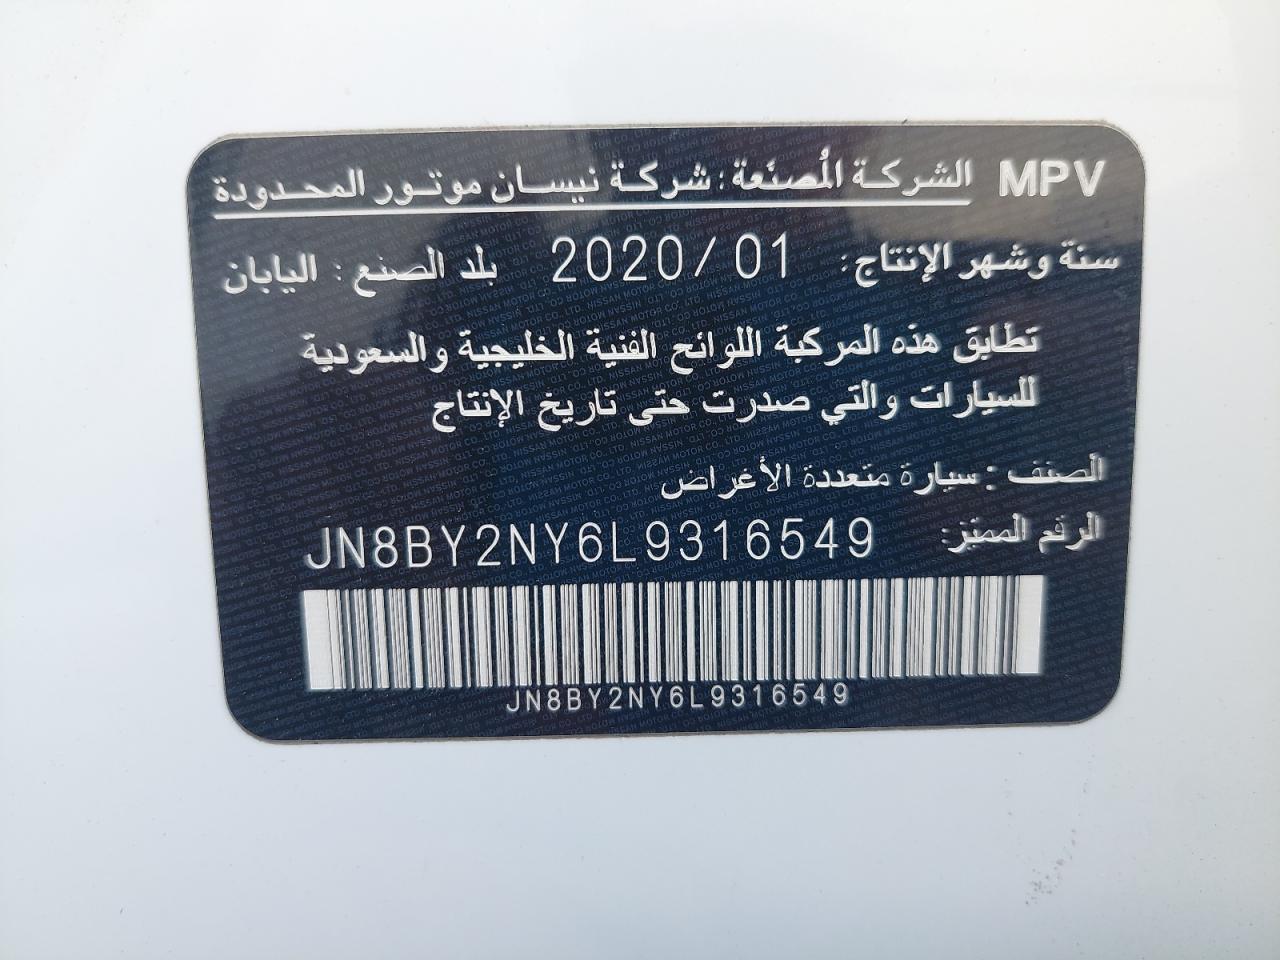 MPV الشركة المُصنّعة : شركة نيسان موتور المحدودة
سنة وشهر الإنتاج: 2020/01 بلد الصنع : اليابان
تطابق هذه المركبة اللوائح الفنية الخليجية والسعودية
للسيارات والتي صدرت حتى تاريخ الإنتاج
الصنف : سيارة متعددة الأغراض
الرقم المميّز: JN8BY2NY6L9316549
JN8BY2NY6L9316549